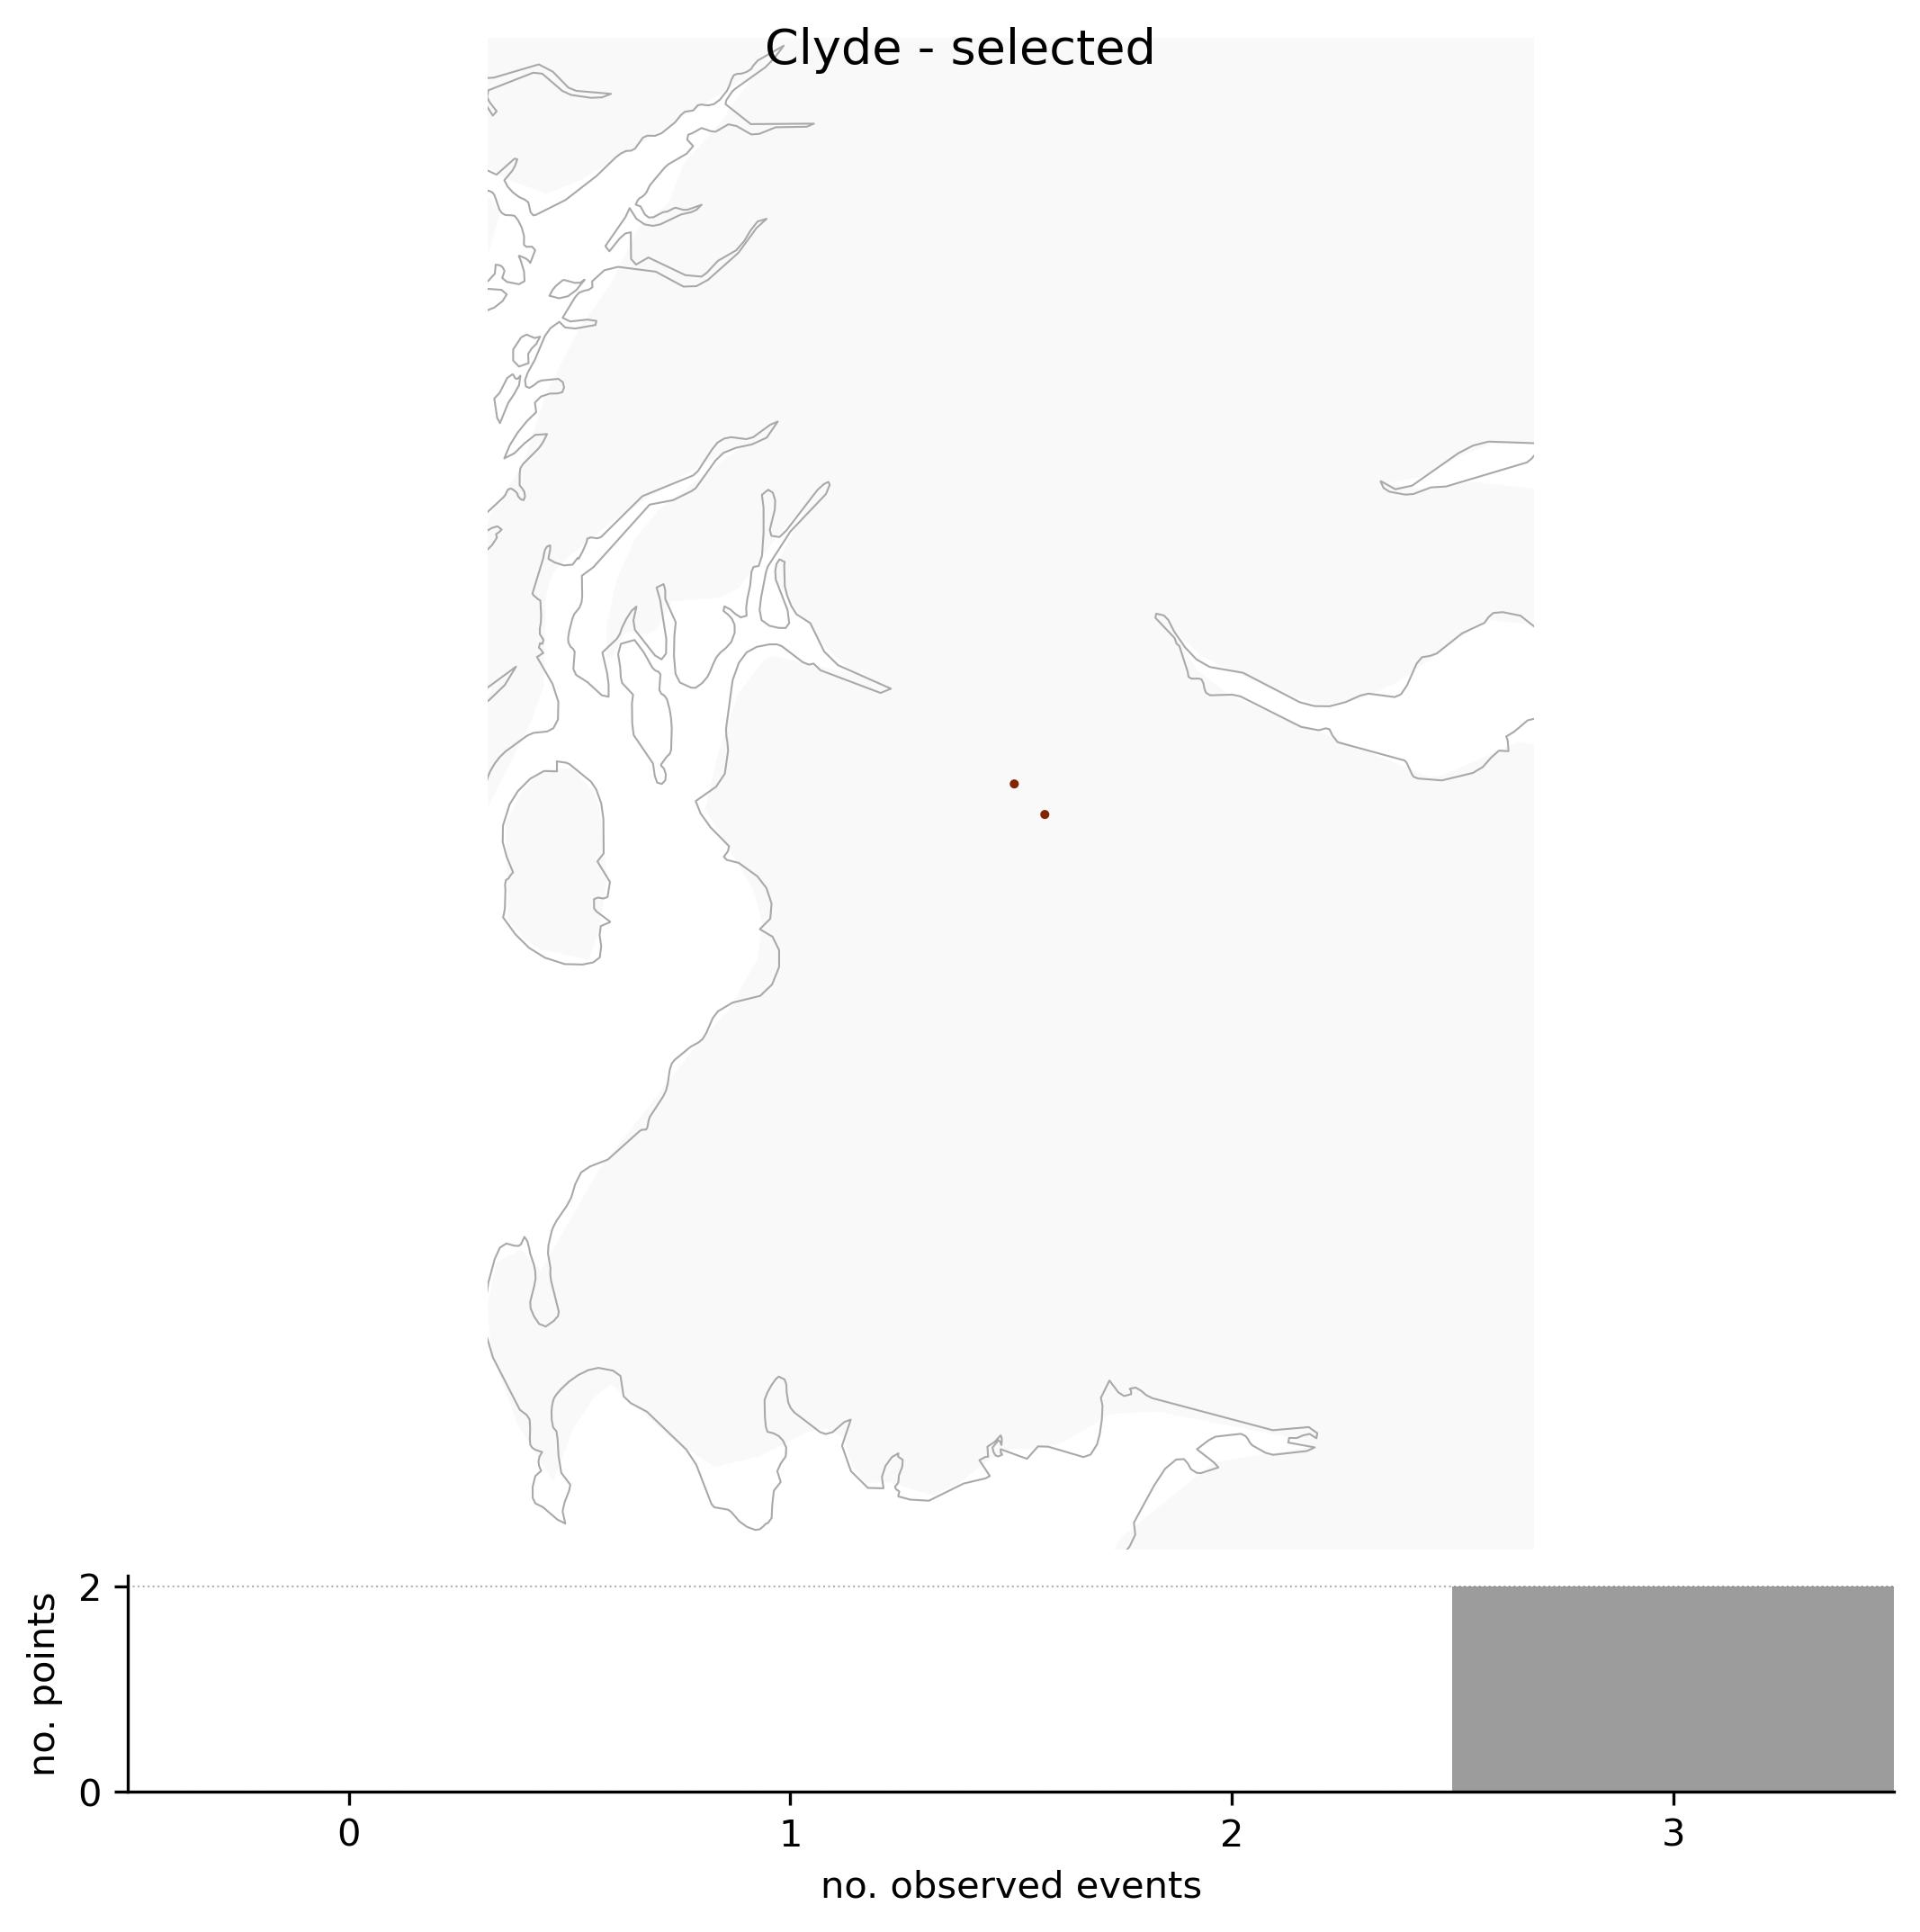 Clyde - selected
no. points
2
0
0 1 2 3
no. observed events